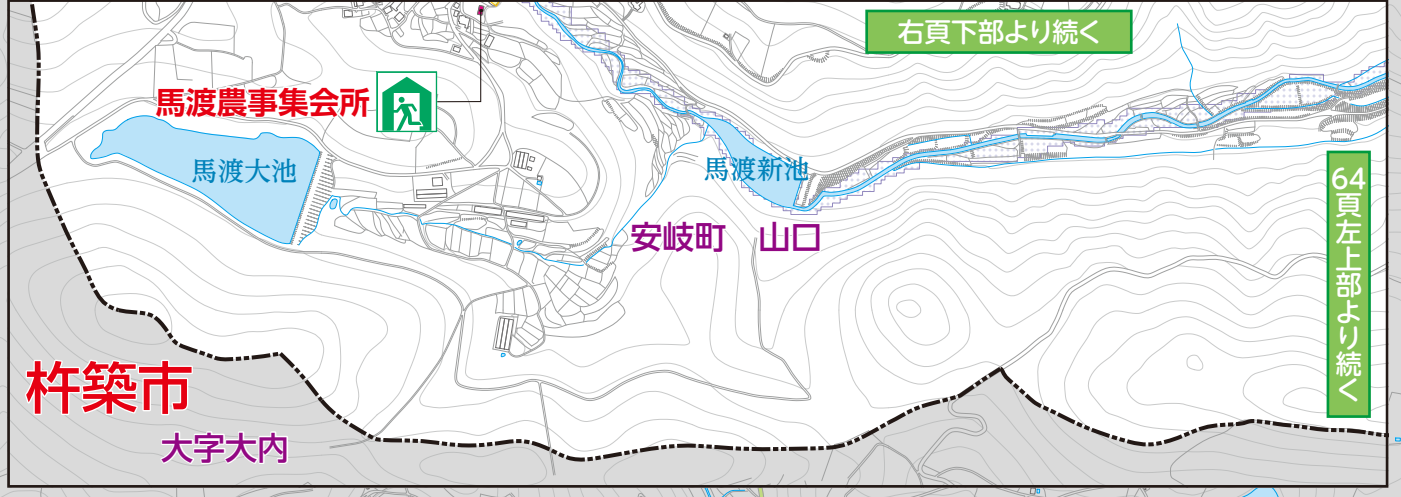 右頁下部より続く
馬渡農事集会所
馬渡大池
馬渡新池
64頁左上部より続く
安岐町　山口
杵築市
大字大内